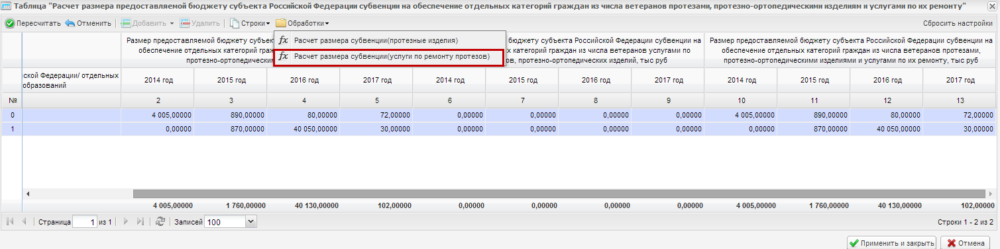 Таблица "Расчет размера предоставляемой бюджету субъекта Российской Федерации субвенции на обеспечение отдельных категорий граждан из числа ветеранов протезами, протезно-ортопедическими изделиям и услугами по их ремонту"
Пересчитать Отменить Добавить Удалить Строки Обработки Сбросить настройки
fx Расчет размера субвенции(протезные изделия)
fx Расчет размера субвенции(услуги по ремонту протезов)
Размер предоставляемой бюджету субъек бюджету субъекта Российской Федерации субвенции на Размер предоставляемой бюджету субъекта Российской Федерации субвенции на
обеспечение отдельных категорий граж х категорий граждан из числа ветеранов услугами по обеспечение отдельных категорий граждан из числа ветеранов протезами,
протезно-ортопедическим ов, протезно-ортопедических изделий, тыс руб протезно-ортопедическими изделиями и услугами по их ремонту, тыс руб
ской Федерации/ отдельных
образований
2014 год 2015 год 2016 год 2017 год 2014 год 2015 год 2016 год 2017 год 2014 год 2015 год 2016 год 2017 год
№ 2 3 4 5 6 7 8 9 10 11 12 13
0 4 005,00000 890,00000 80,00000 72,00000 0,00000 0,00000 0,00000 0,00000 4 005,00000 890,00000 80,00000 72,00000
1 0,00000 870,00000 40 050,00000 30,00000 0,00000 0,00000 0,00000 0,00000 0,00000 870,00000 40 050,00000 30,00000
4 005,00000 1 760,00000 40 130,00000 102,00000 0,00000 0,00000 0,00000 0,00000 4 005,00000 1 760,00000 40 130,00000 102,00000
Страница 1 из 1 Записей 100 Строки 1 - 2 из 2
Применить и закрыть Отмена